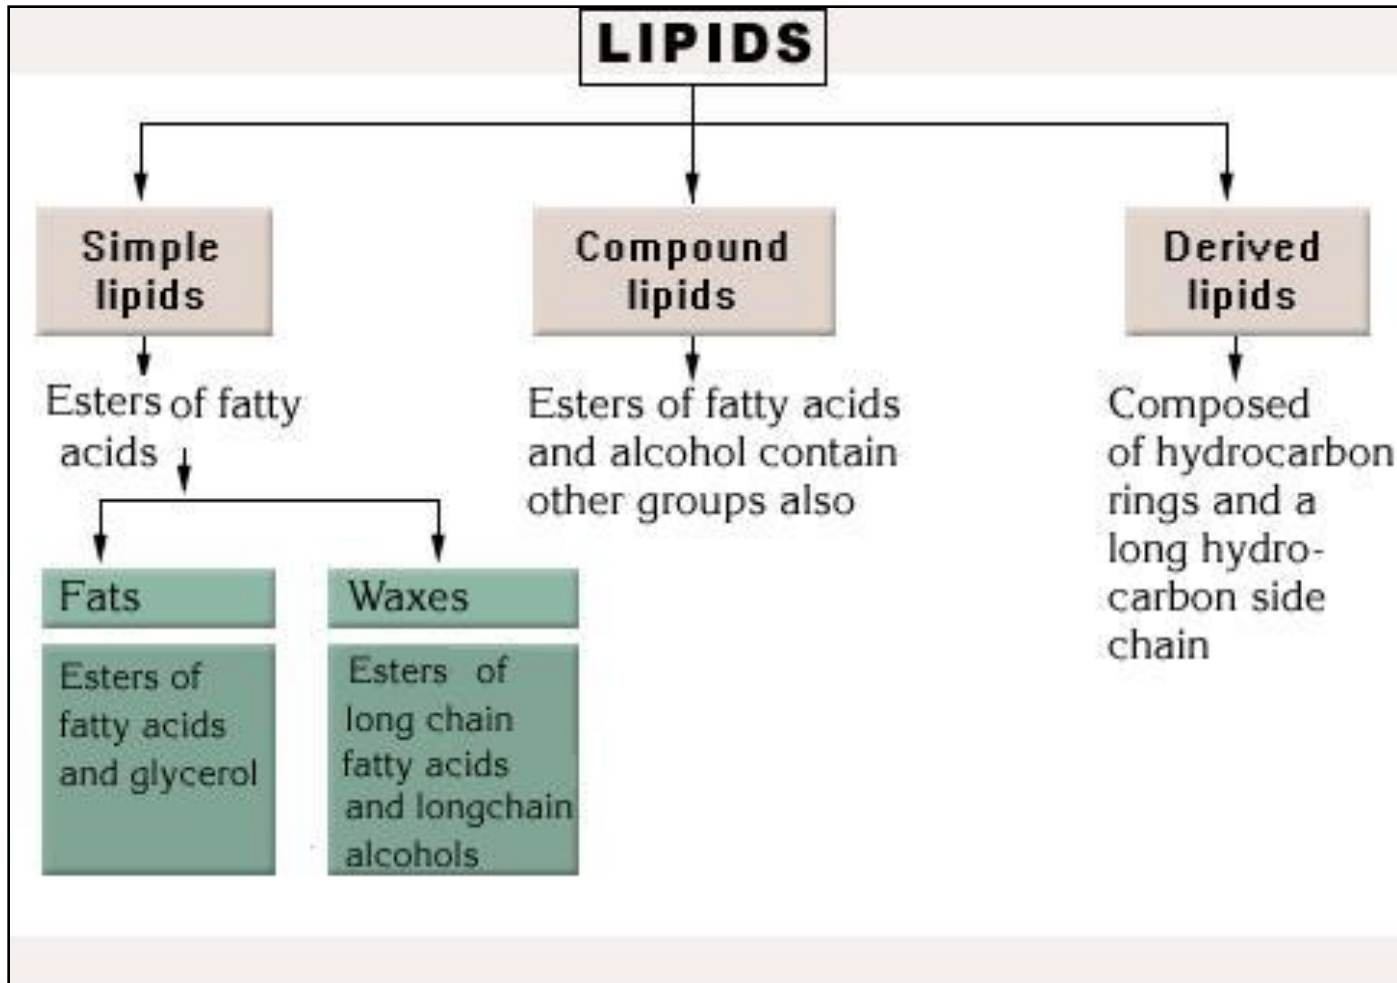 LIPIDS
Simple
lipids
Esters of fatty
acids
Fats
Esters of
fatty acids
and glycerol
Waxes
Esters of
long chain
fatty acids
and longchain
alcohols
Compound
lipids
Esters of fatty acids
and alcohol contain
other groups also
Derived
lipids
Composed
of hydrocarbon
rings and a
long hydro-
carbon side
chain